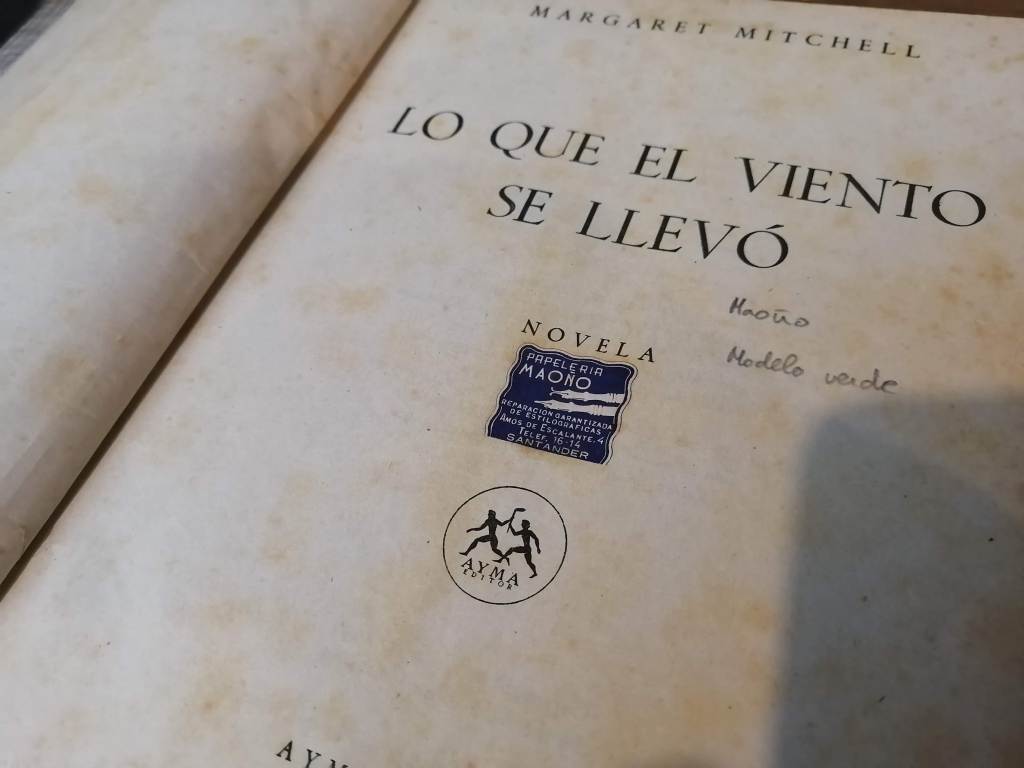 MARGARET MITCHELL
LO QUE EL VIENTO
SE LLEVÓ
Maoño
Modelo verde
NOVELA
PAPELERIA
MAOÑO
REPARACION GARANTIZADA
DE ESTILOGRAFICAS
AMOS DE ESCALANTE, 4
TELEF. 16-14
SANTANDER
AYMA
EDITOR
AYM